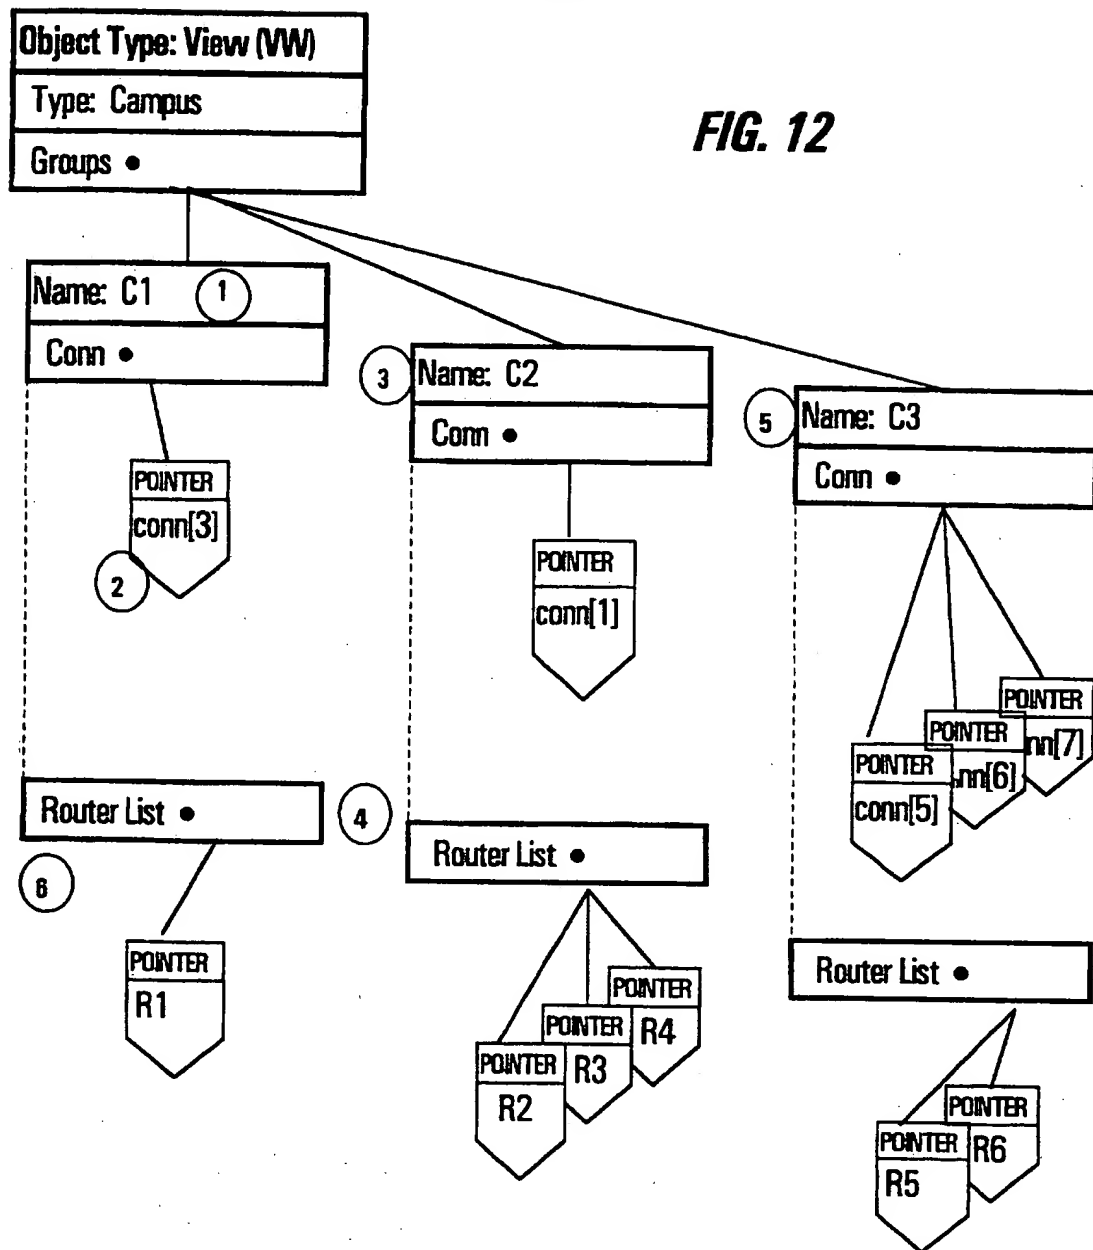 Object Type: View (VW)
Type: Campus
Groups •
FIG. 12
Name: C1
1
Conn •
3
Name: C2
Conn •
5
Name: C3
Conn •
POINTER
conn[3]
2
POINTER
conn[1]
POINTER
nn[7]
POINTER
nn[6]
POINTER
conn[5]
Router List •
4
Router List •
6
POINTER
R1
Router List •
POINTER
R4
POINTER
R3
POINTER
R2
POINTER
R6
POINTER
R5